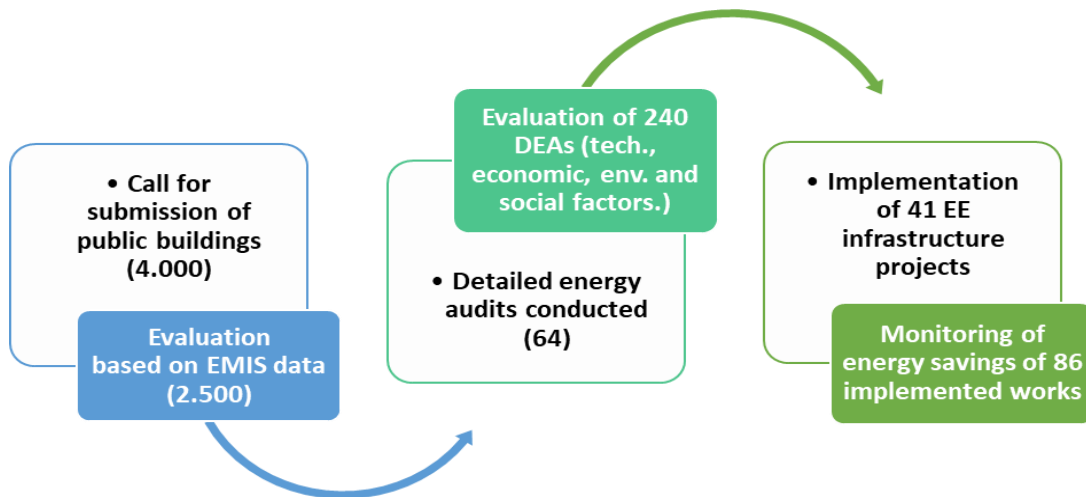 • Call for
submission of
public buildings
(4.000)
Evaluation
based on EMIS data
(2.500)
Evaluation of 240
DEAs (tech.,
economic, env. and
social factors.)
• Detailed energy
audits conducted
(64)
• Implementation
of 41 EE
infrastructure
projects
Monitoring of
energy savings of 86
implemented works